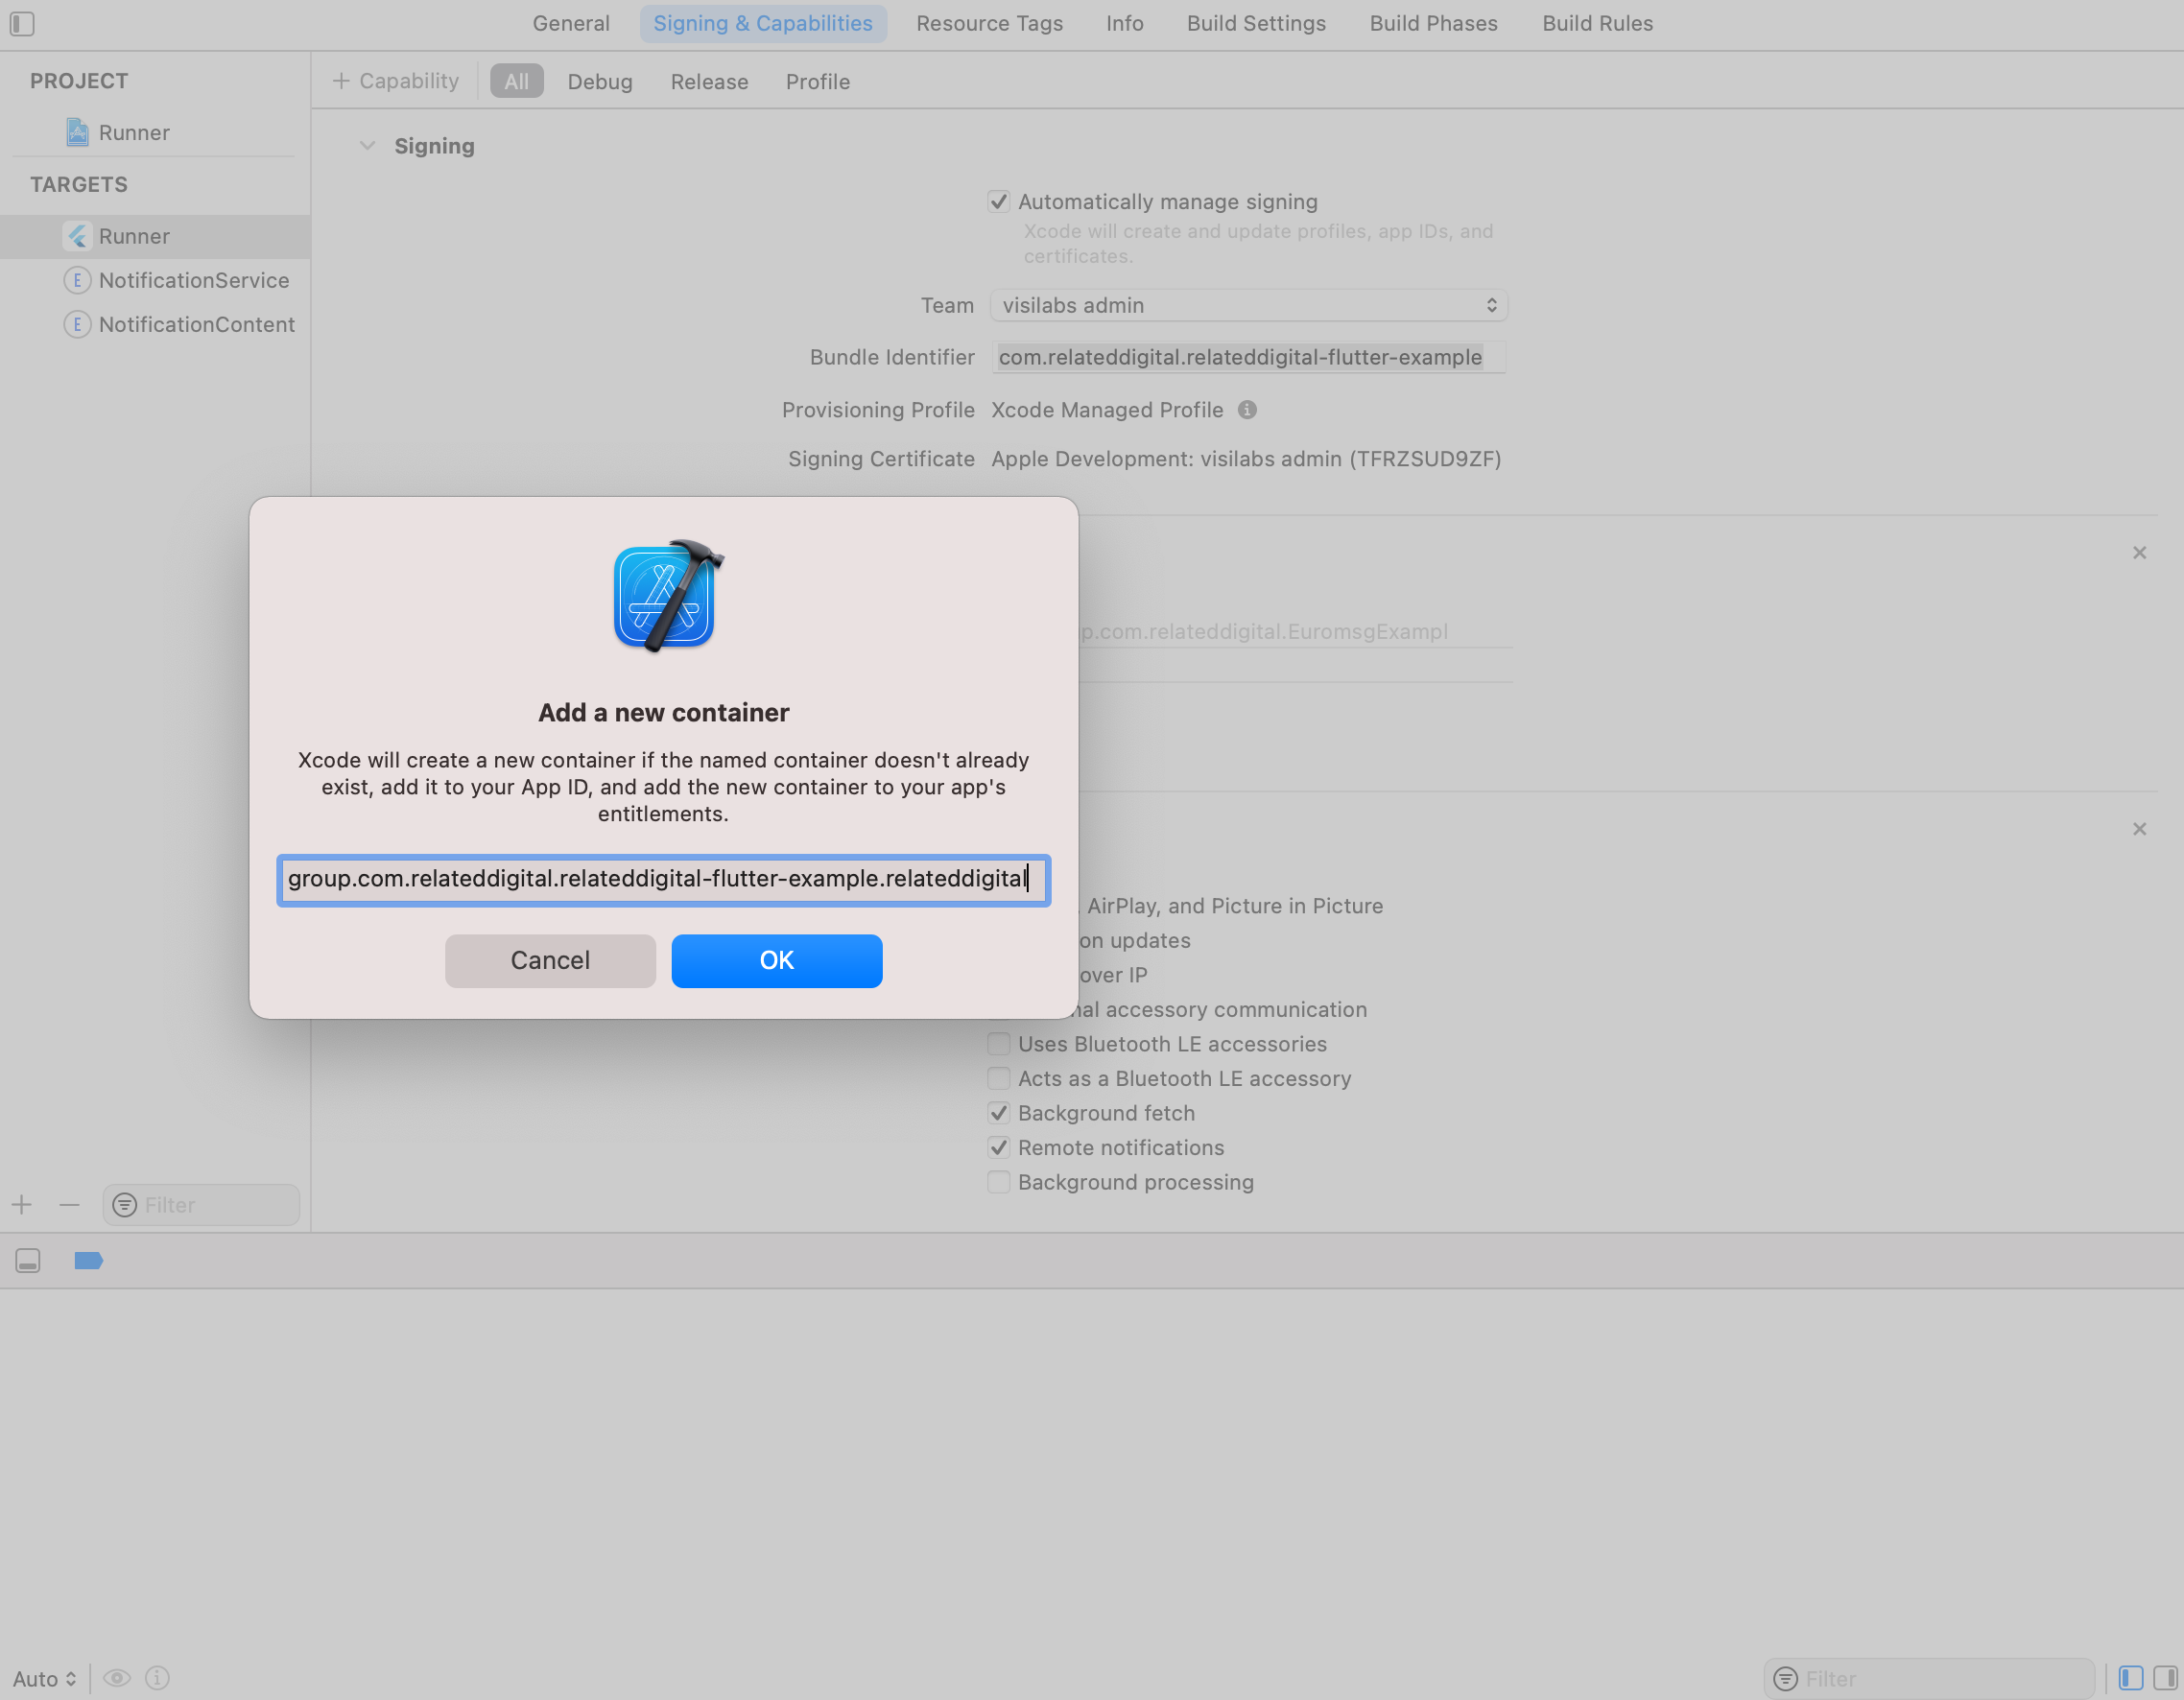 General
Signing & Capabilities
Resource Tags
Info
Build Settings
Build Phases
Build Rules
PROJECT
Runner
TARGETS
Runner
NotificationService
NotificationContent
+ Capability
All
Debug
Release
Profile
Signing
Automatically manage signing
Xcode will create and update profiles, app IDs, and
certificates.
Team
visilabs admin
Bundle Identifier
com.relateddigital.relateddigital-flutter-example
Provisioning Profile
Xcode Managed Profile
Signing Certificate
Apple Development: visilabs admin (TFRZSUD9ZF)
p.com.relateddigital.EuromsgExampl
Add a new container
Xcode will create a new container if the named container doesn't already
exist, add it to your App ID, and add the new container to your app's
entitlements.
group.com.relateddigital.relateddigital-flutter-example.relateddigital
Cancel
OK
AirPlay, and Picture in Picture
on updates
over IP
nal accessory communication
Uses Bluetooth LE accessories
Acts as a Bluetooth LE accessory
Background fetch
Remote notifications
Background processing
Filter
Auto
Filter